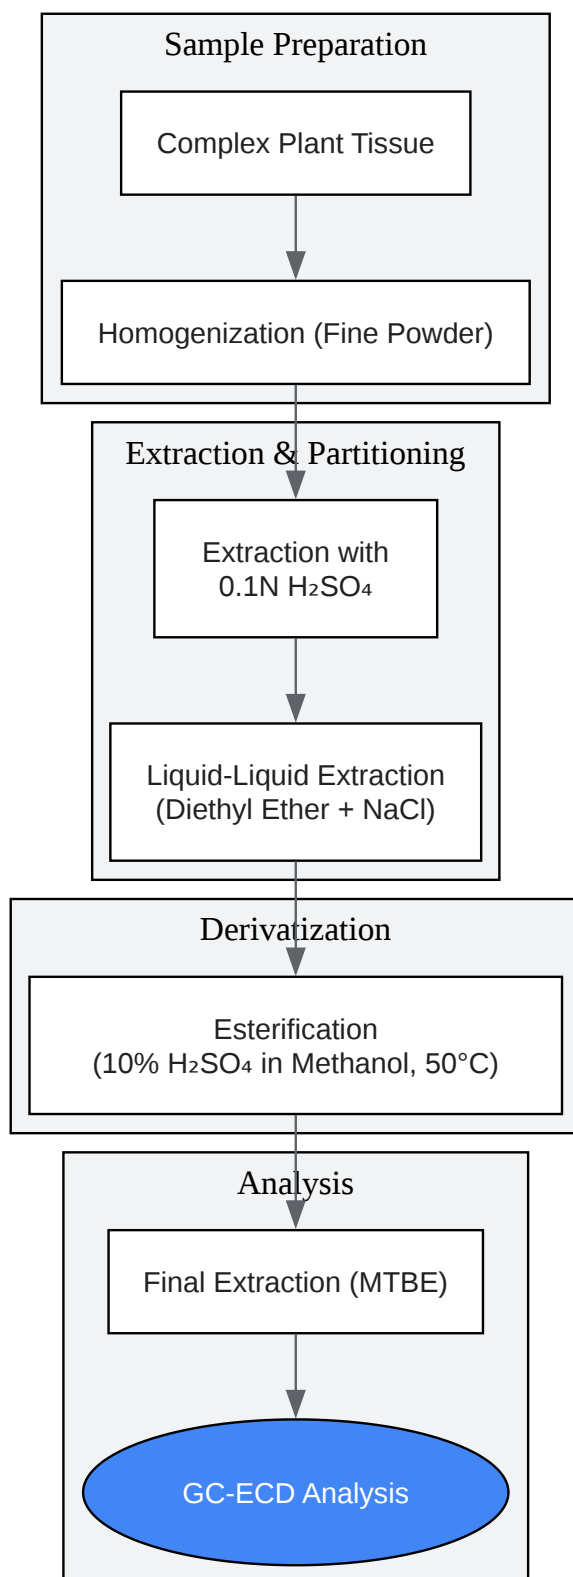 Sample Preparation
Complex Plant Tissue
Homogenization (Fine Powder)
Extraction & Partitioning
Extraction with
0.1N H₂SO₄
Liquid-Liquid Extraction
(Diethyl Ether + NaCl)
Derivatization
Esterification
(10% H₂SO₄ in Methanol, 50°C)
Analysis
Final Extraction (MTBE)
GC-ECD Analysis